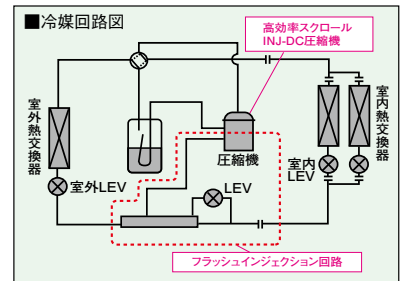 ■冷媒回路図
高効率スクロール
INJ-DC圧縮機
室外熱交換器
室内熱交換器
圧縮機
室外LEV
LEV
室内
LEV
フラッシュインジェクション回路